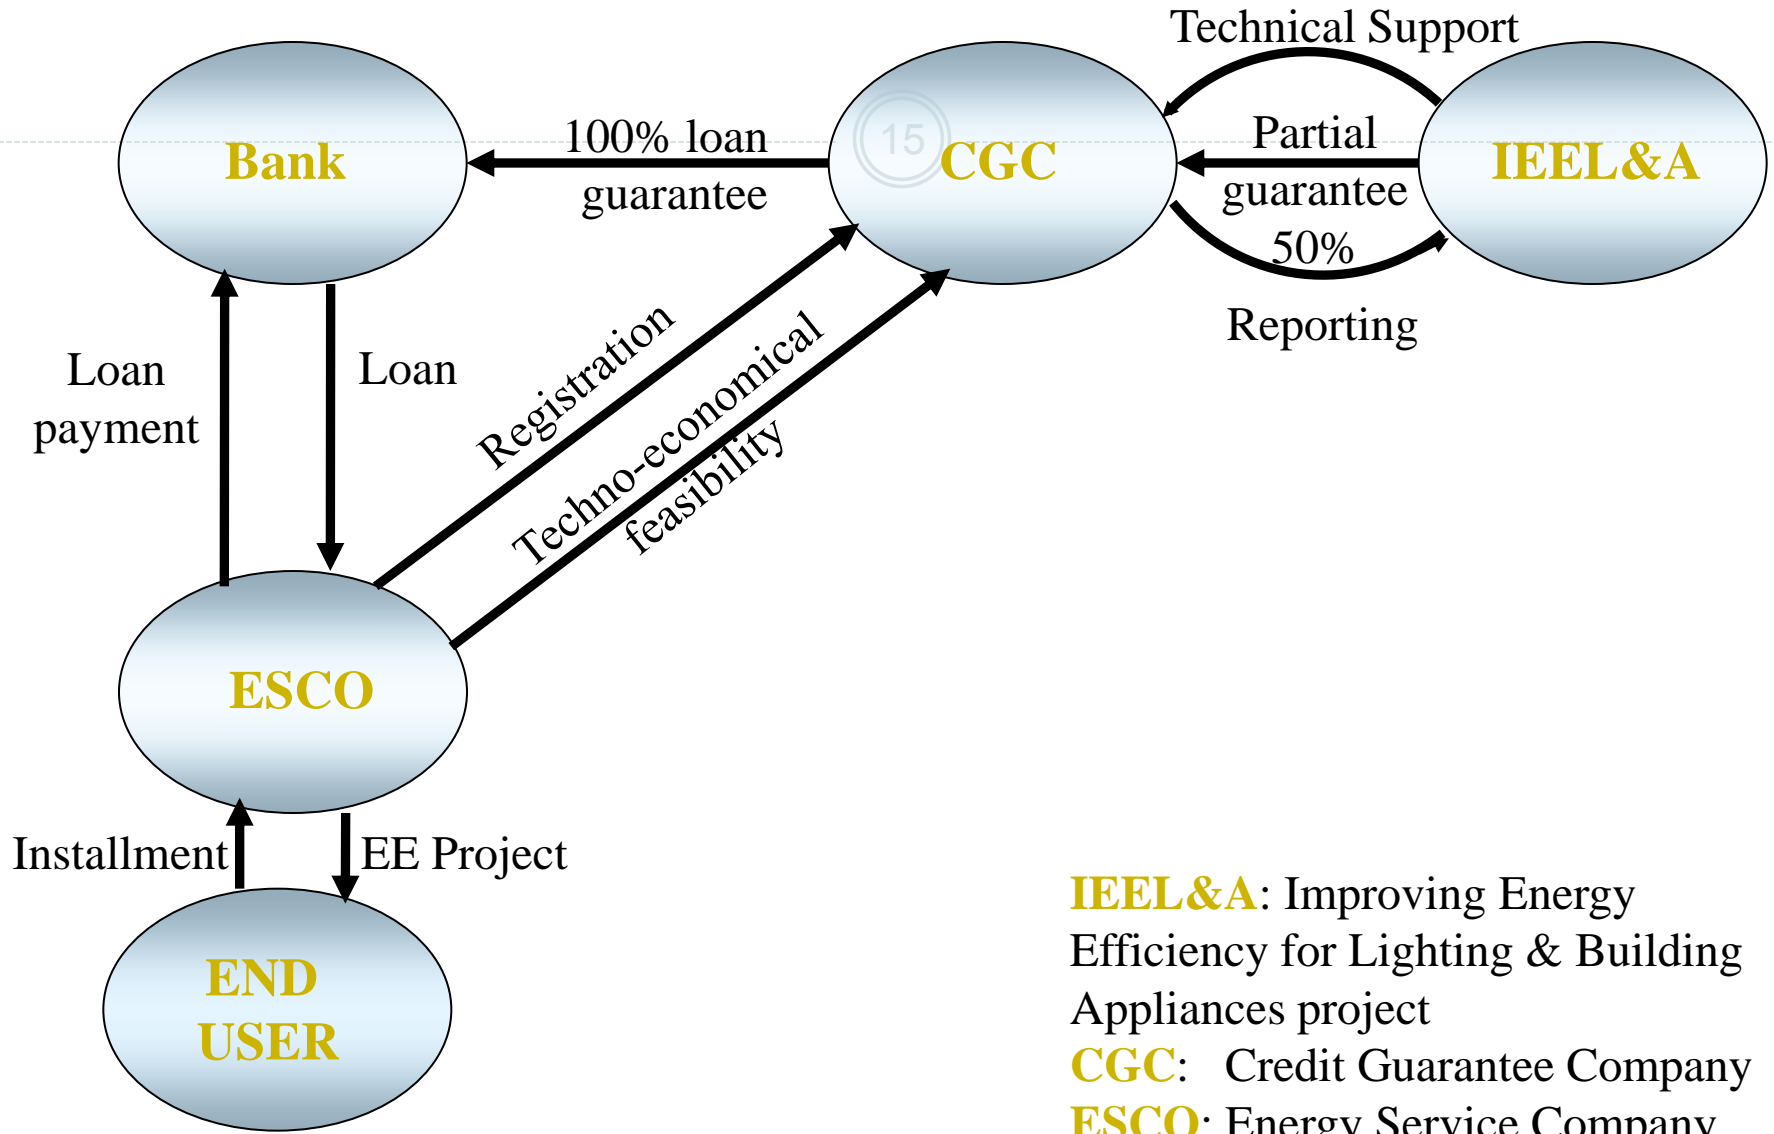 Technical Support
Bank
100% loan
guarantee
15
CGC
Partial
guarantee
50%
IEEL&A
Reporting
Loan
payment
Loan
Registration
Techno-economical
feasibility
ESCO
Installment
EE Project
END
USER
IEEL&A: Improving Energy
Efficiency for Lighting & Building
Appliances project
CGC: Credit Guarantee Company
ESCO: Energy Service Company